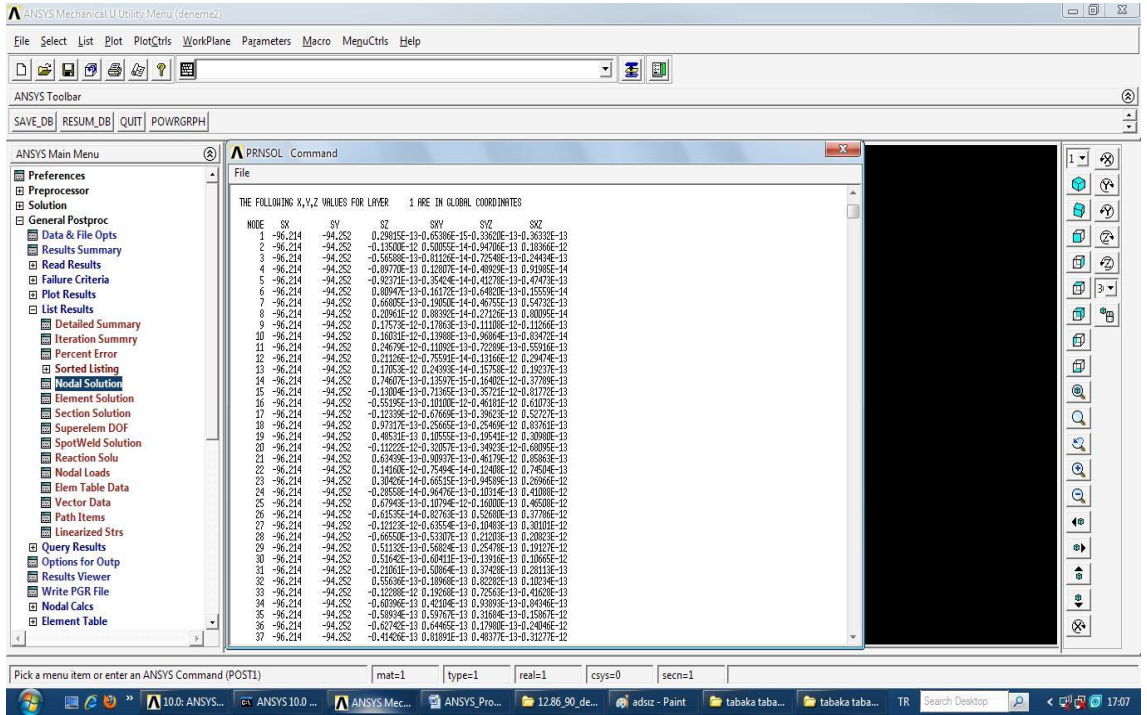 ANSYS Mechanical U Utility Menu (deneme2)
File Select List Plot PlotCtrls WorkPlane Parameters Macro MenuCtrls Help
ANSYS Toolbar
SAVE_DB RESUM_DB QUIT POWRGRPH
ANSYS Main Menu
Preferences
Preprocessor
Solution
General Postproc
Data & File Opts
Results Summary
Read Results
Failure Criteria
Plot Results
List Results
Detailed Summary
Iteration Summry
Percent Error
Sorted Listing
Nodal Solution
Element Solution
Section Solution
Superelem DOF
SpotWeld Solution
Reaction Solu
Nodal Loads
Elem Table Data
Vector Data
Path Items
Linearized Strs
Query Results
Options for Outp
Results Viewer
Write PGR File
Nodal Calcs
Element Table
PRNSOL Command
File
THE FOLLOWING X,Y,Z VALUES FOR LAYER 1 ARE IN GLOBAL COORDINATES
NODE SX SY SZ SXY SYZ SXZ
1 -96.214 -94.252 0.29815E-13-0.65386E-15-0.33620E-13-0.36332E-13
2 -96.214 -94.252 -0.13500E-12 0.50055E-14-0.94706E-13 0.18366E-12
3 -96.214 -94.252 -0.56588E-13-0.81126E-14-0.72548E-13-0.24434E-13
4 -96.214 -94.252 -0.89770E-13 0.12807E-14-0.48929E-13 0.91985E-14
5 -96.214 -94.252 -0.92371E-13-0.35424E-14-0.41278E-13-0.47473E-13
6 -96.214 -94.252 0.80947E-13-0.16172E-13-0.64820E-13-0.15559E-14
7 -96.214 -94.252 0.66805E-13-0.19050E-14-0.46755E-13 0.54732E-13
8 -96.214 -94.252 0.20961E-12 0.88392E-14-0.27126E-13 0.80095E-14
9 -96.214 -94.252 0.17573E-12-0.17863E-13-0.11108E-12-0.11266E-13
10 -96.214 -94.252 0.16031E-12-0.13988E-13-0.96864E-13-0.83472E-14
11 -96.214 -94.252 0.24679E-12-0.11092E-13-0.72289E-13-0.55916E-13
12 -96.214 -94.252 0.21126E-12-0.75591E-14-0.13166E-12 0.29474E-13
13 -96.214 -94.252 0.17053E-12 0.24393E-14-0.15758E-12 0.19237E-13
14 -96.214 -94.252 0.74607E-13-0.13597E-15-0.16402E-12-0.37789E-13
15 -96.214 -94.252 -0.13004E-13-0.71365E-13-0.35721E-12-0.81772E-13
16 -96.214 -94.252 -0.55195E-13-0.10100E-12-0.46181E-12 0.61073E-13
17 -96.214 -94.252 -0.12339E-12-0.67669E-13-0.39623E-12 0.52727E-13
18 -96.214 -94.252 0.97317E-13-0.25665E-13-0.25469E-12 0.83761E-13
19 -96.214 -94.252 0.48531E-13 0.10555E-13-0.19541E-12 0.30980E-13
20 -96.214 -94.252 -0.11222E-12-0.32057E-13-0.34923E-12-0.68095E-13
21 -96.214 -94.252 0.63439E-13-0.90937E-13-0.46179E-12 0.85863E-13
22 -96.214 -94.252 0.14160E-12-0.75494E-14-0.12408E-12 0.74504E-13
23 -96.214 -94.252 0.30426E-14-0.66515E-13-0.94589E-13 0.26966E-12
24 -96.214 -94.252 -0.28558E-14-0.96476E-13-0.10314E-13 0.41088E-12
25 -96.214 -94.252 -0.67943E-13-0.10794E-12-0.16000E-13 0.46508E-12
26 -96.214 -94.252 -0.61535E-14-0.82763E-13 0.52680E-13 0.37786E-12
27 -96.214 -94.252 -0.12123E-12-0.63554E-13-0.10483E-13 0.30101E-12
28 -96.214 -94.252 -0.66550E-13-0.53307E-13 0.21203E-13 0.20823E-12
29 -96.214 -94.252 0.51132E-13-0.56824E-13 0.25478E-13 0.19127E-12
30 -96.214 -94.252 0.51642E-13-0.60411E-13-0.13916E-13 0.10665E-12
31 -96.214 -94.252 -0.21061E-13-0.50864E-13 0.37428E-13 0.28113E-13
32 -96.214 -94.252 0.55636E-13-0.18968E-13 0.82282E-13 0.10234E-13
33 -96.214 -94.252 -0.12288E-12 0.19268E-13 0.72563E-13-0.41628E-13
34 -96.214 -94.252 -0.60396E-13 0.42104E-13 0.93893E-13-0.84346E-13
35 -96.214 -94.252 -0.58934E-13 0.59767E-13 0.31684E-13-0.15867E-12
36 -96.214 -94.252 -0.62742E-13 0.64465E-13 0.17980E-13-0.24046E-12
37 -96.214 -94.252 -0.41426E-13 0.81891E-13 0.48377E-13-0.31277E-12
Pick a menu item or enter an ANSYS Command (POST1)
mat=1 type=1 real=1 csys=0 secn=1
10.0: ANSYS... ANSYS 10.0 ... ANSYS Mec... ANSYS_Pro... 12.86_90_de... adsız - Paint tabaka taba... tabaka taba... TR Search Desktop 17:07